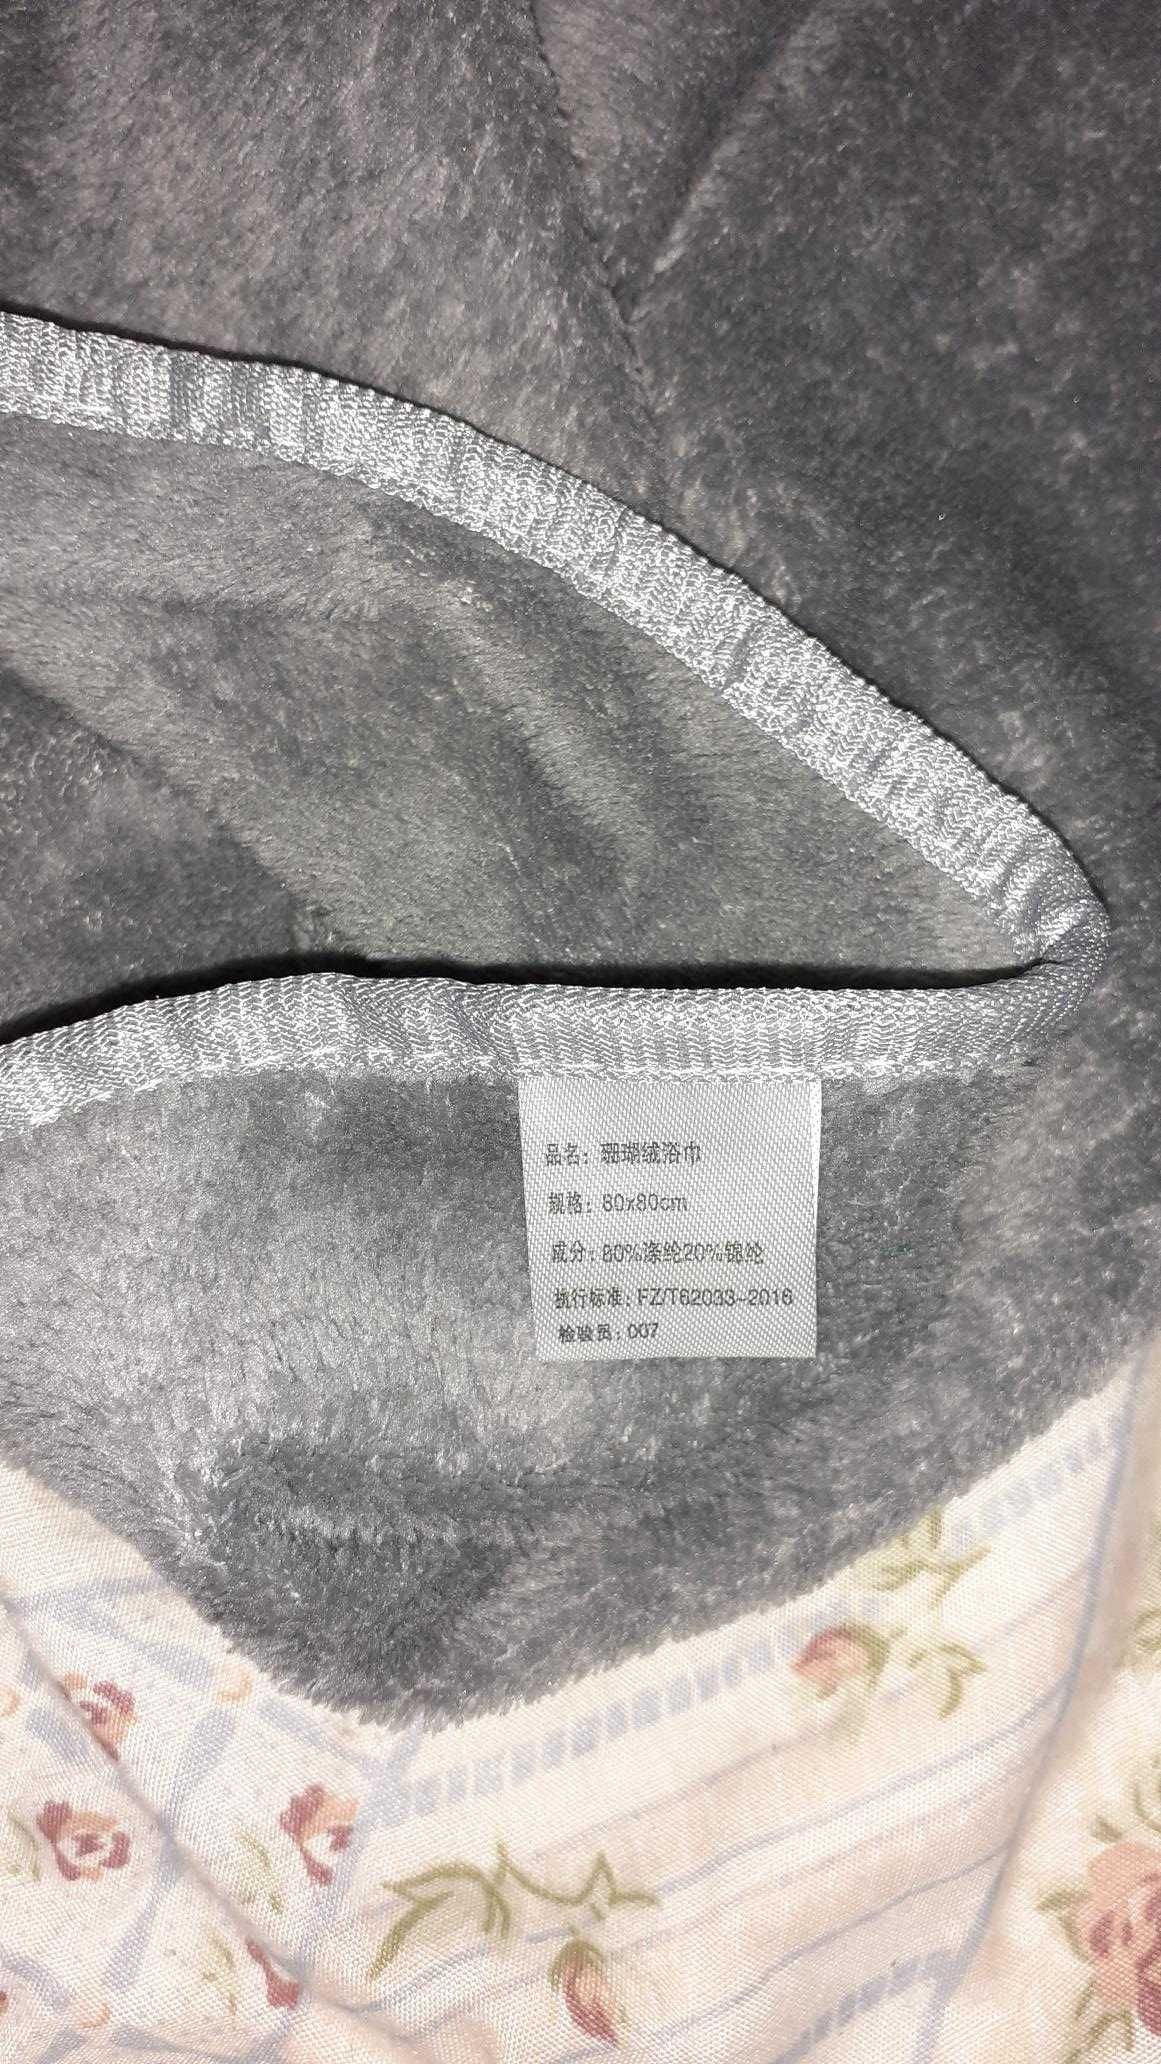 品名：珊瑚绒浴巾
规格：80x80cm
成分：80%涤纶20%锦纶
执行标准：FZ/T62033-2016
检验员：007